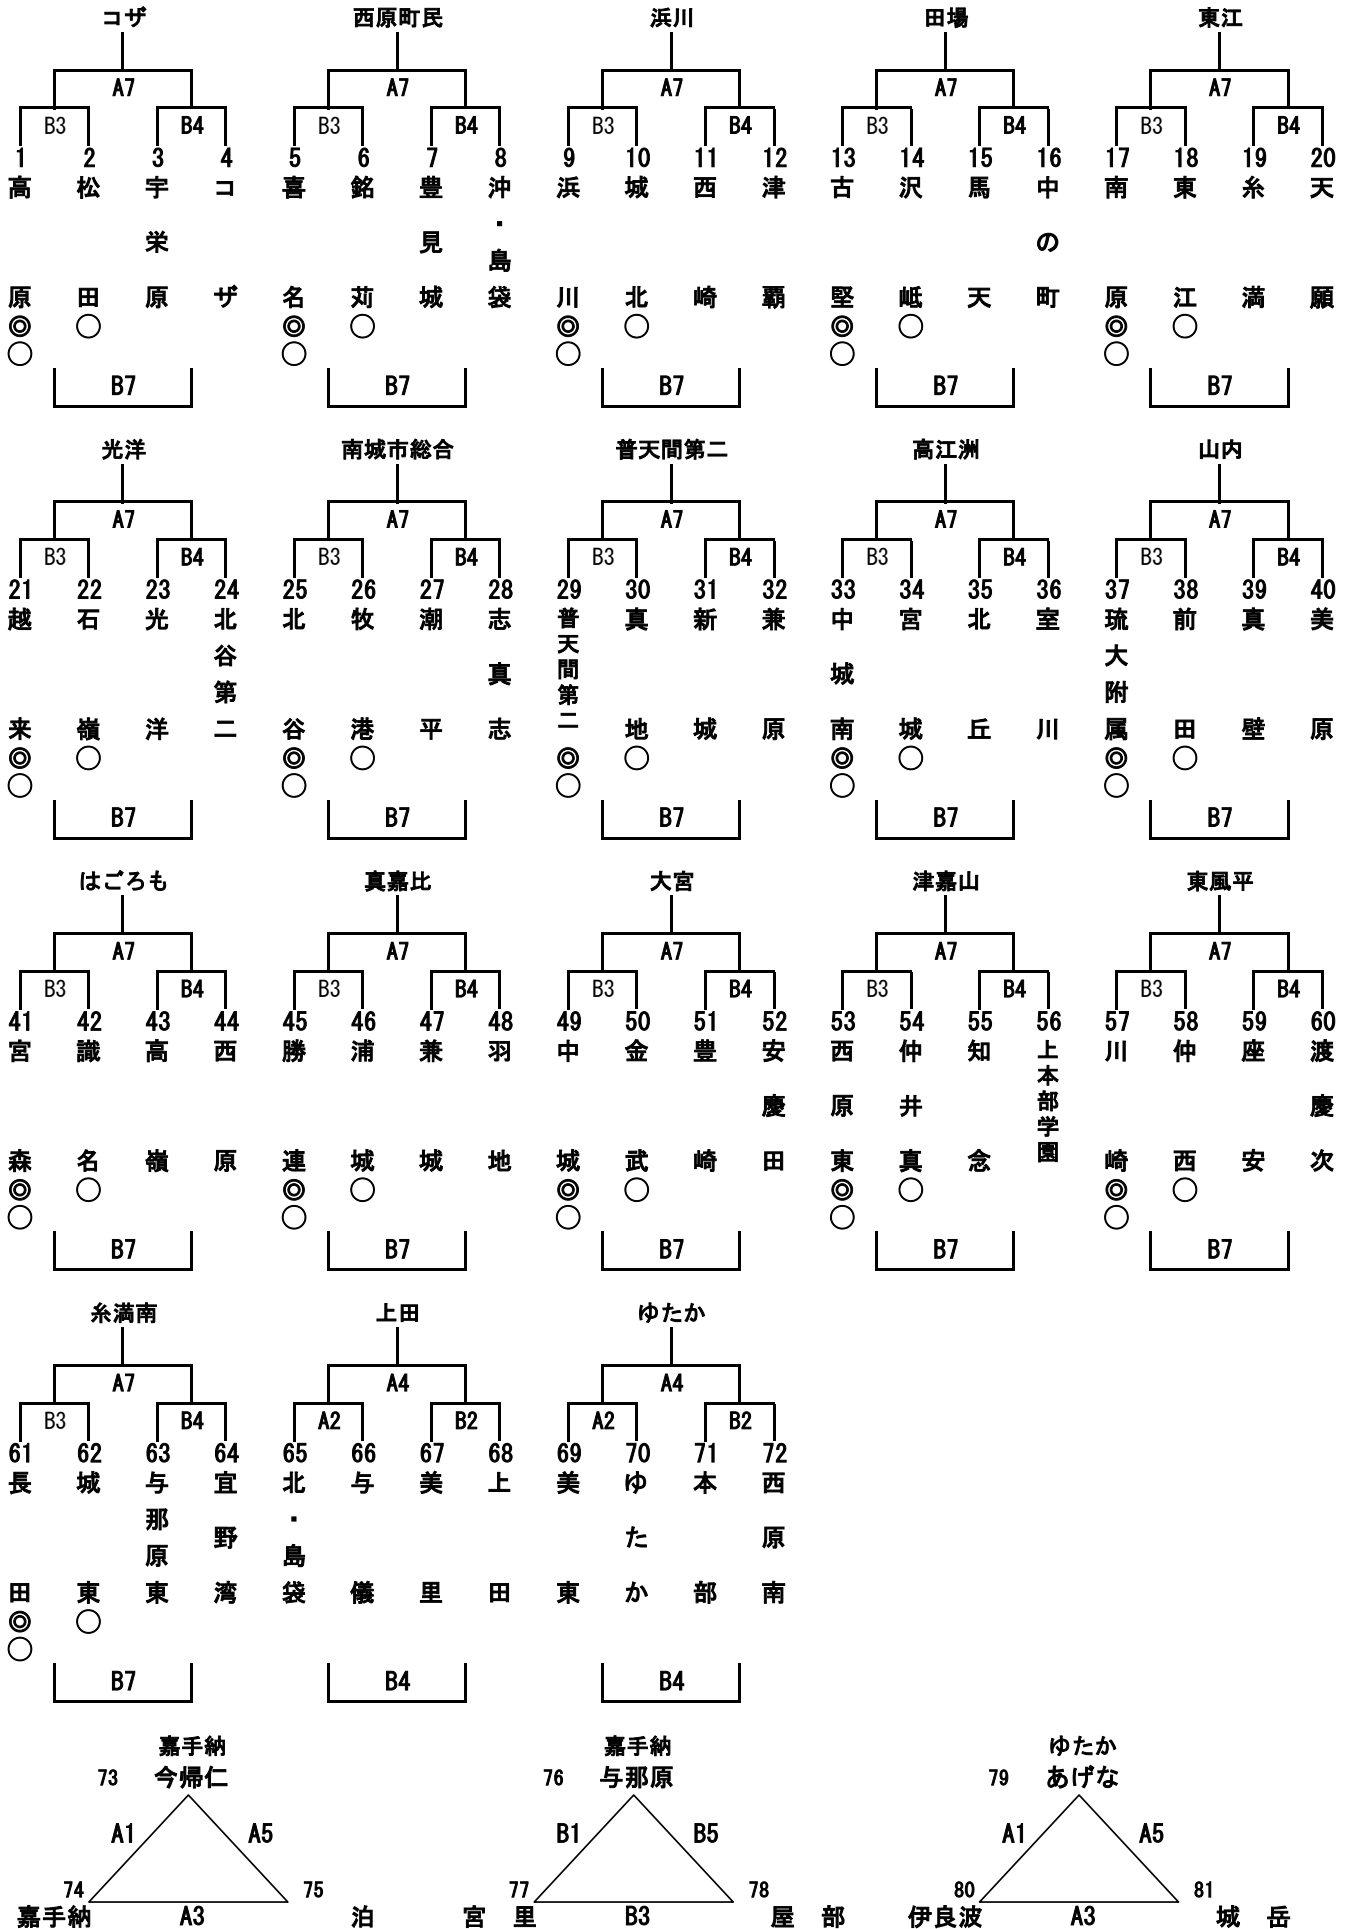 コザ 西原町民 浜川 田場 東江
A7 A7 A7 A7 A7
B3 B4 B3 B4 B3 B4 B3 B4 B3 B4
1 2 3 4 5 6 7 8 9 10 11 12 13 14 15 16 17 18 19 20
高原 松田 宇栄原 コザ 喜名 銘苅 豊見城 沖・島袋 浜川 城北 西崎 津覇 古堅 沢岻 馬天 中の町 南原 東江 糸満 天願
◎ ○ ◎ ○ ◎ ○ ◎ ○ ◎ ○
○ ○ ○ ○ ○
B7 B7 B7 B7 B7
光洋 南城市総合 普天間第二 高江洲 山内
A7 A7 A7 A7 A7
B3 B4 B3 B4 B3 B4 B3 B4 B3 B4
21 22 23 24 25 26 27 28 29 30 31 32 33 34 35 36 37 38 39 40
越来 石嶺 光洋 北谷第二 北谷 牧港 潮平 志真志 普天間第二 真地 新城 兼原 中城南 宮城 北丘 室川 琉大附属 前田 真壁 美原
◎ ○ ◎ ○ ◎ ○ ◎ ○ ◎ ○
○ ○ ○ ○ ○
B7 B7 B7 B7 B7
はごろも 真嘉比 大宮 津嘉山 東風平
A7 A7 A7 A7 A7
B3 B4 B3 B4 B3 B4 B3 B4 B3 B4
41 42 43 44 45 46 47 48 49 50 51 52 53 54 55 56 57 58 59 60
宮森 識名 高嶺 西原 勝連 浦城 兼城 羽地 中城 金武 豊崎 安慶田 西原東 仲井真 知念 上本部学園 川崎 仲西 座安 渡慶次
◎ ○ ◎ ○ ◎ ○ ◎ ○ ◎ ○
○ ○ ○ ○ ○
B7 B7 B7 B7 B7
糸満南 上田 ゆたか
A7 A4 A4
B3 B4 A2 B2 A2 B2
61 62 63 64 65 66 67 68 69 70 71 72
長田 城東 与那原東 宜野湾 北・島袋 与儀 美里 上田 美東 ゆたか 本部 西原南
◎ ○
○
B7 B4 B4
嘉手納 嘉手納 ゆたか
73 今帰仁 76 与那原 79 あげな
A1 A5 B1 B5 A1 A5
74 75 77 78 80 81
嘉手納 A3 泊 宮里 B3 屋部 伊良波 A3 城岳